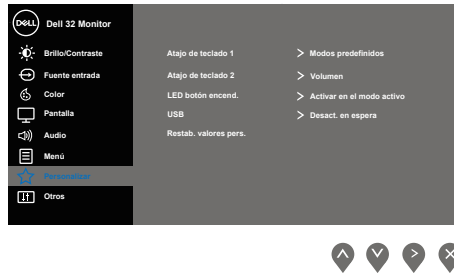 DELL Dell 32 Monitor
Brillo/Contraste
Fuente entrada
Color
Pantalla
Audio
Menú
Personalizar
Otros
Atajo de teclado 1 > Modos predefinidos
Atajo de teclado 2 > Volumen
LED botón encend. > Activar en el modo activo
USB > Desact. en espera
Restab. valores pers.